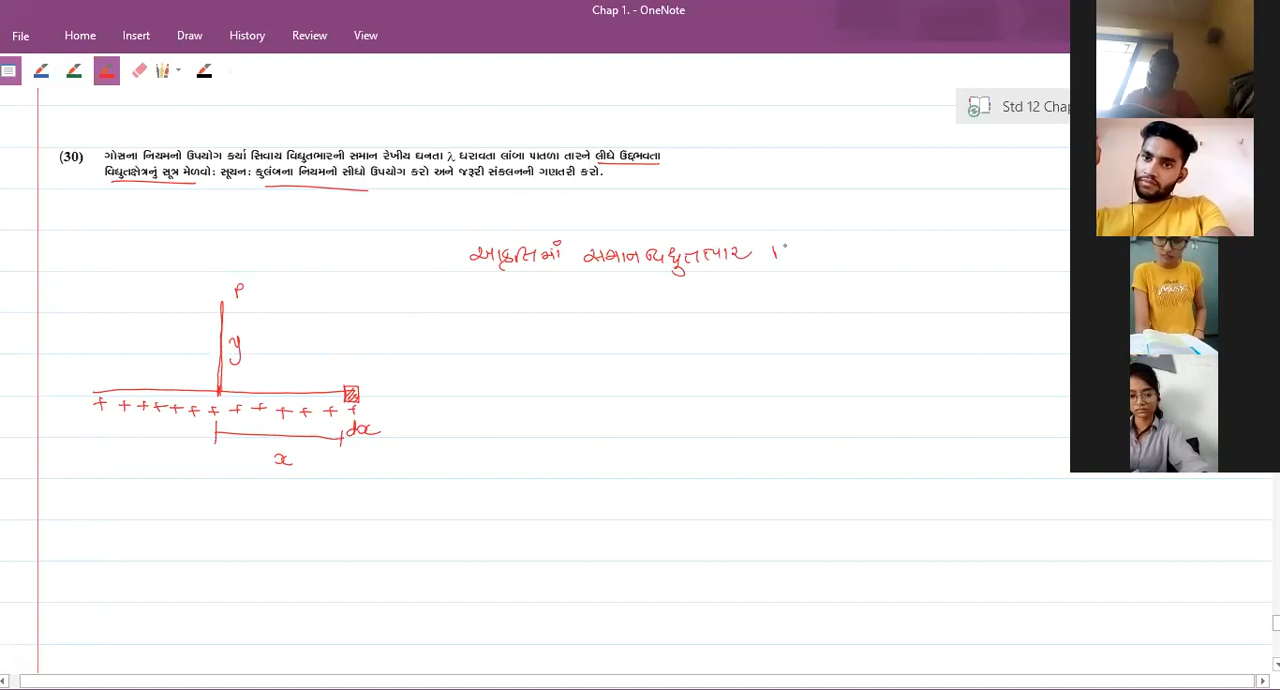 Chap 1. - OneNote
File Home Insert Draw History Review View
Std 12 Chap
(30) ગોસના નિયમનો ઉપયોગ કર્યા સિવાય વિદ્યુતભારની સમાન રેખીય ઘનતા λ ધરાવતા લાંબા પાતળા તારને લીધે ઉદ્દભવતા
વિદ્યુતક્ષેત્રનું સૂત્ર મેળવો: સૂચન: કુલંબના નિયમનો સીધો ઉપયોગ કરો અને જરૂરી સંકલનની ગણતરી કરો.
આકૃતિમાં સમાન
P
y
+ + + + + + + + + + + + +
dx
x